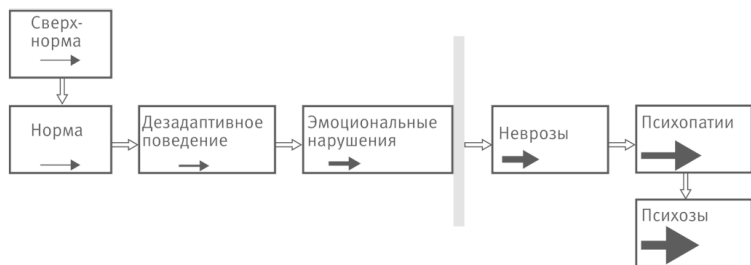 Сверх-
норма
Норма
Дезадаптивное
поведение
Эмоциональные
нарушения
Неврозы
Психопатии
Психозы